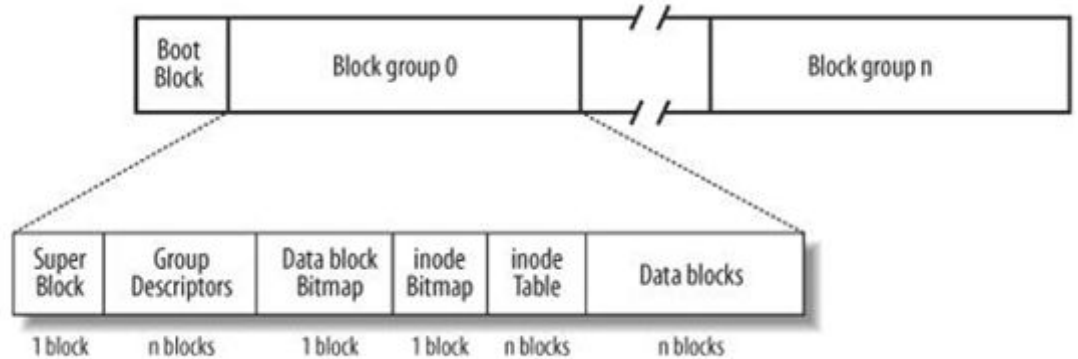 Boot
Block
Block group 0
Block group n
Super
Block
Group
Descriptors
Data block
Bitmap
inode
Bitmap
inode
Table
Data blocks
1 block
n blocks
1 block
1 block
n blocks
n blocks